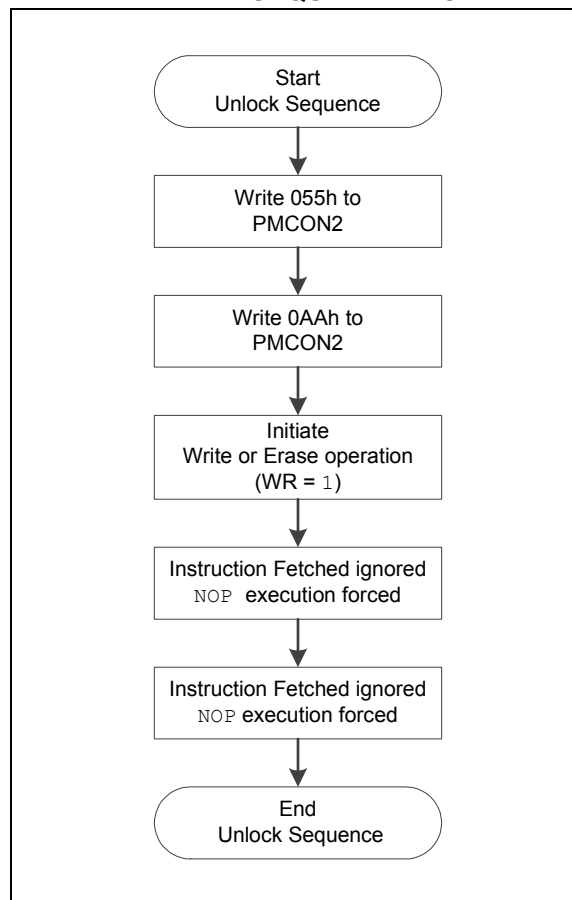 Start
Unlock Sequence
Write 055h to
PMCON2
Write 0AAh to
PMCON2
Initiate
Write or Erase operation
(WR = 1)
Instruction Fetched ignored
NOP execution forced
Instruction Fetched ignored
NOP execution forced
End
Unlock Sequence